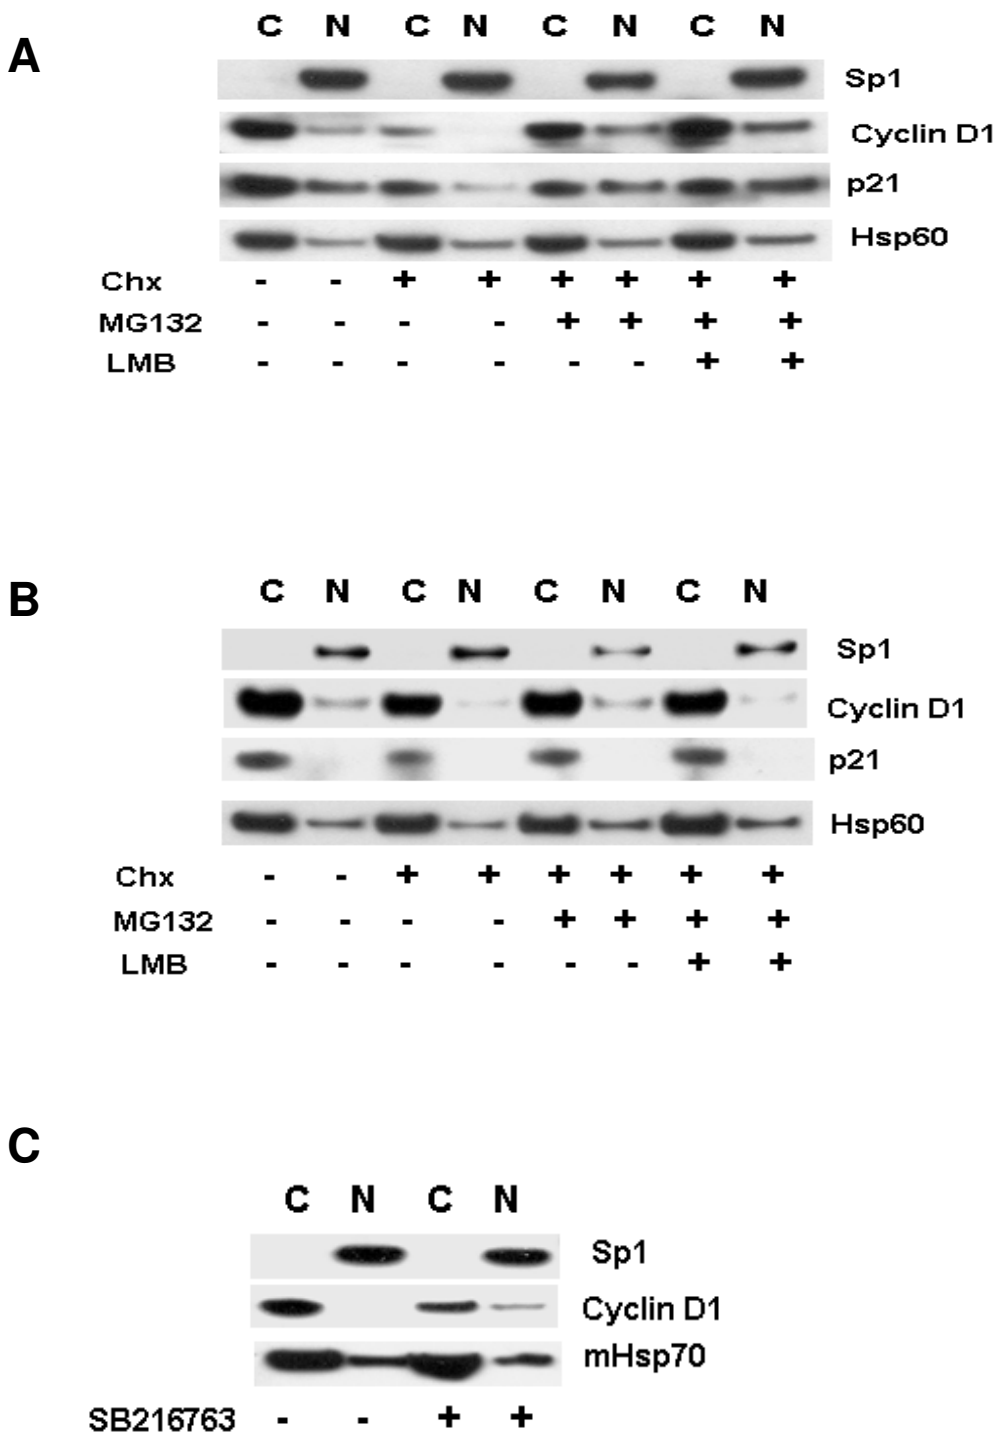 A
C N C N C N C N
Sp1
Cyclin D1
p21
Hsp60
Chx - - + + + + + +
MG132 - - - - + + + +
LMB - - - - - - + +
B
C N C N C N C N
Sp1
Cyclin D1
p21
Hsp60
Chx - - + + + + + +
MG132 - - - - + + + +
LMB - - - - - - + +
C
C N C N
Sp1
Cyclin D1
mHsp70
SB216763 - - + +